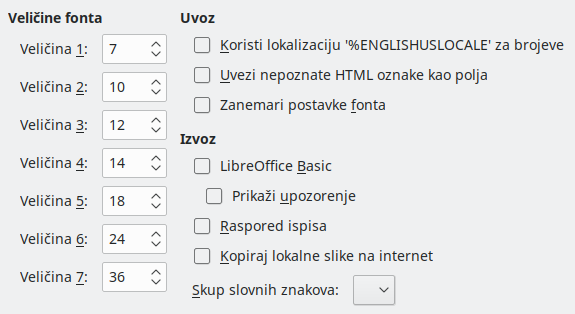 Veličine fonta
Veličina 1: 7
Veličina 2: 10
Veličina 3: 12
Veličina 4: 14
Veličina 5: 18
Veličina 6: 24
Veličina 7: 36
Uvoz
Koristi lokalizaciju '%ENGLISHUSLOCALE' za brojeve
Uvezi nepoznate HTML oznake kao polja
Zanemari postavke fonta
Izvoz
LibreOffice Basic
Prikaži upozorenje
Raspored ispisa
Kopiraj lokalne slike na internet
Skup slovnih znakova: